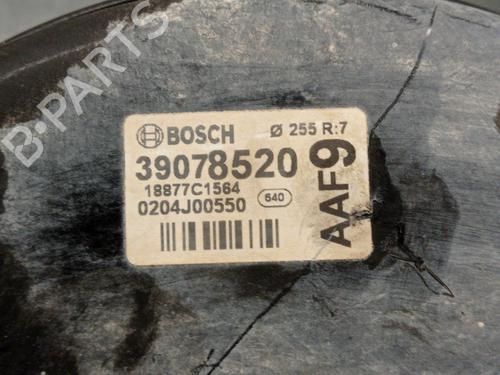 B-PARTS
BOSCH Ø 255 R:7
39078520
18877C1564
0204J00550 640
AAF9